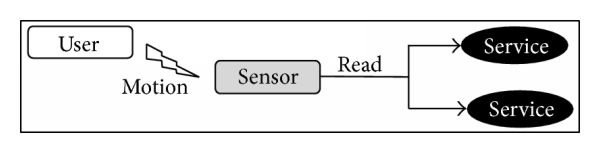 User
Motion
Sensor
Read
Service
Service